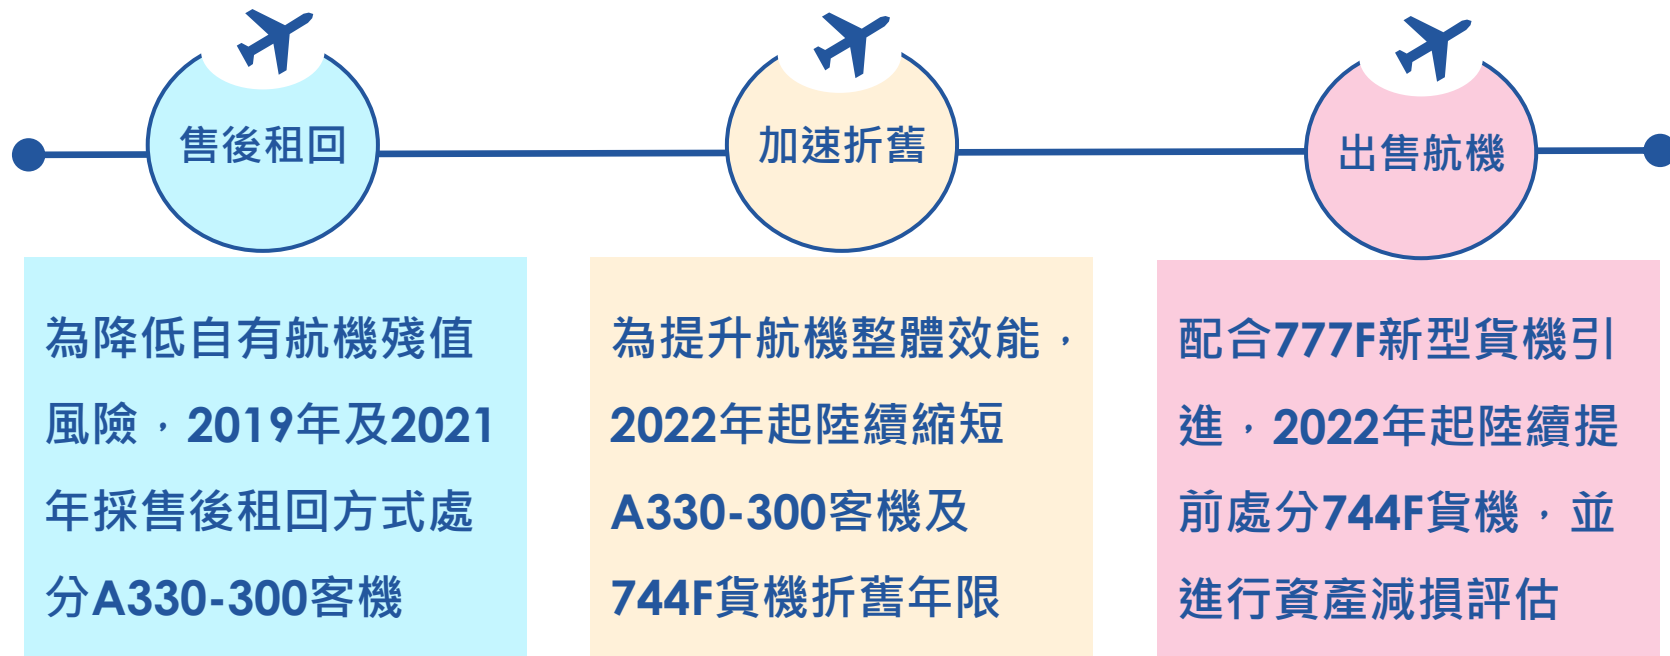 售後租回
為降低自有航機殘值
風險，2019年及2021
年採售後租回方式處
分A330-300客機
加速折舊
為提升航機整體效能，
2022年起陸續縮短
A330-300客機及
744F貨機折舊年限
出售航機
配合777F新型貨機引
進，2022年起陸續提
前處分744F貨機，並
進行資產減損評估